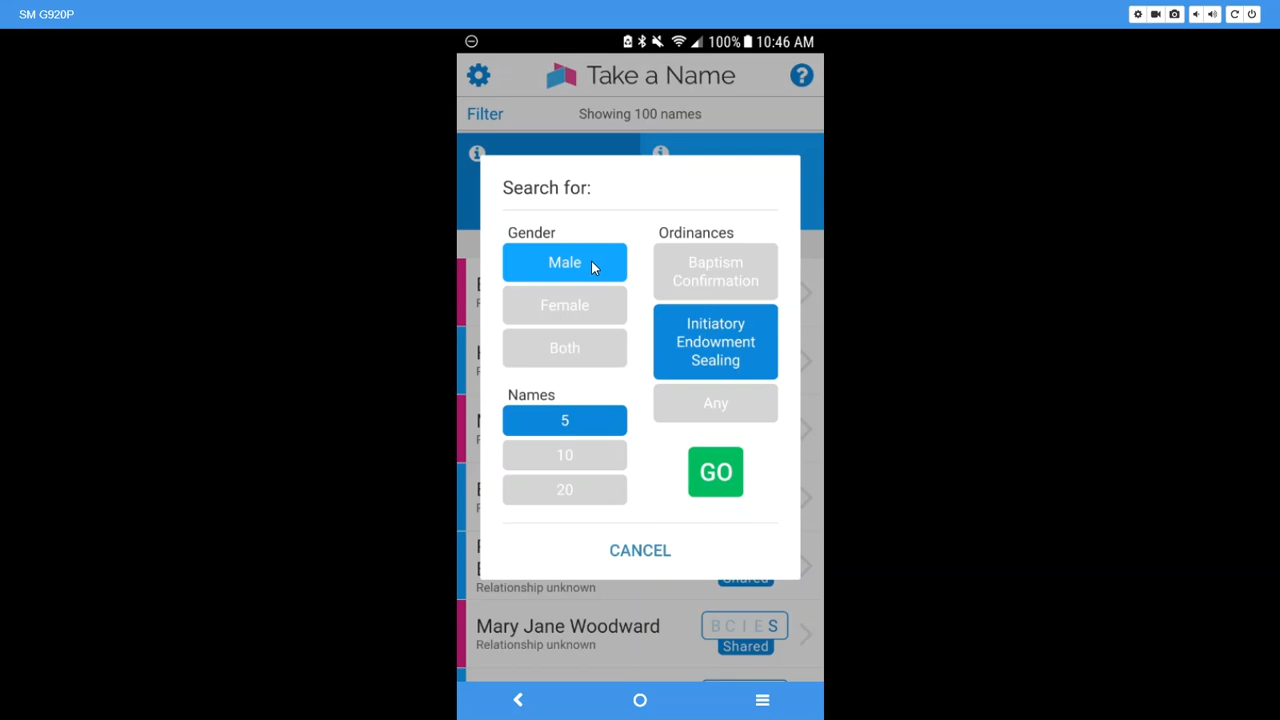 SM G920P
100% 10:46 AM
Take a Name
Filter
Showing 100 names
Search for:
Gender
Male
Female
Both
Names
5
10
20
Ordinances
Baptism
Confirmation
Initiatory
Endowment
Sealing
Any
GO
CANCEL
Relationship unknown
Shared
Mary Jane Woodward
Relationship unknown
B C I E S
Shared